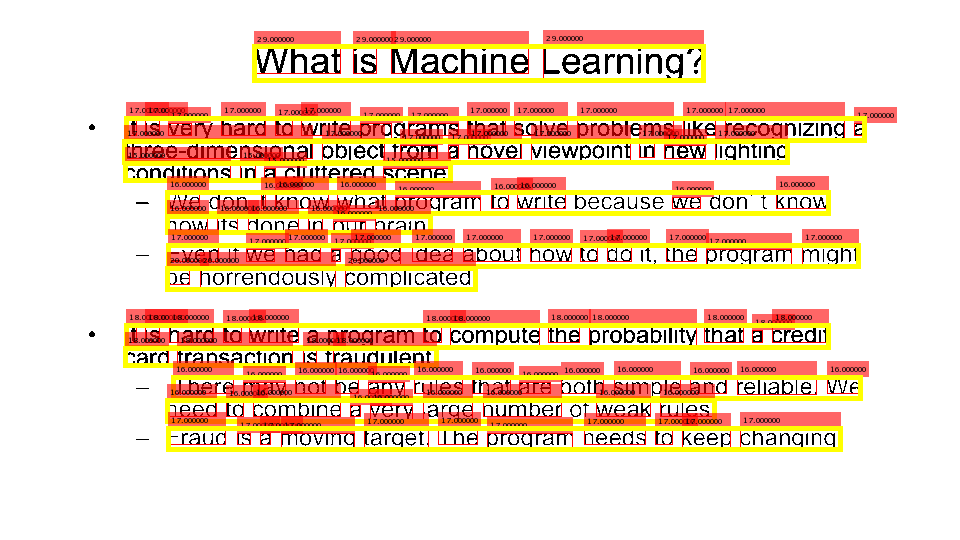 What is Machine Learning?
• It is very hard to write programs that solve problems like recognizing a
three-dimensional object from a novel viewpoint in new lighting
conditions in a cluttered scene
– We don't know what program to write because we don't know
how its done in our brain
– Even if we had a good idea about how to do it, the program might
be horrendously complicated
• It is hard to write a program to compute the probability that a credit
card transaction is fraudulent
– There may not be any rules that are both simple and reliable. We
need to combine a very large number of weak rules
– Fraud is a moving target. The program needs to keep changing